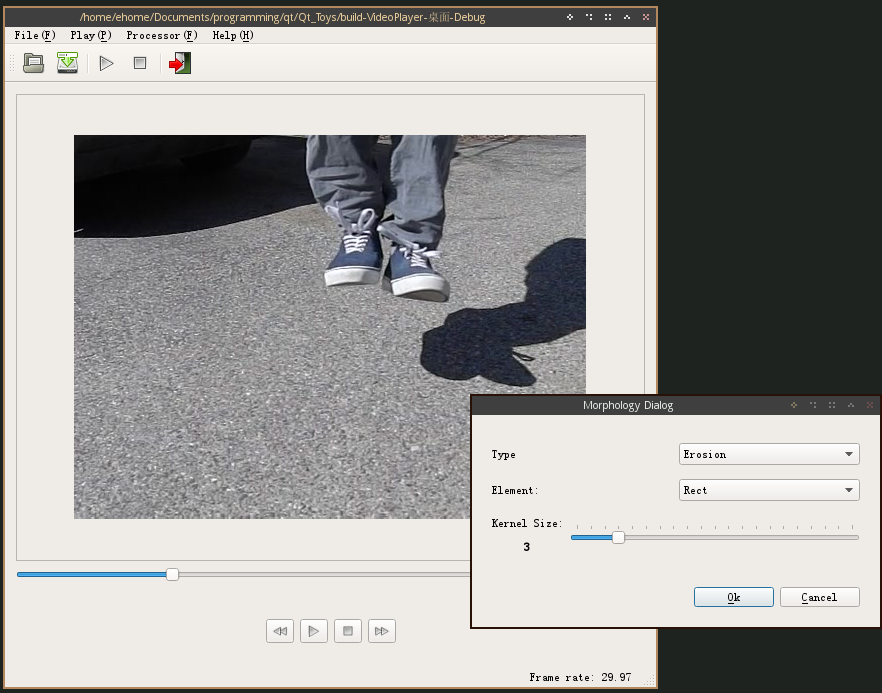 /home/ehome/Documents/programming/qt/Qt_Toys/build-VideoPlayer-桌面-Debug
File(F) Play(P) Processor(F) Help(H)
Morphology Dialog
Type Erosion
Element: Rect
Kernel Size:
3
Ok Cancel
Frame rate: 29.97